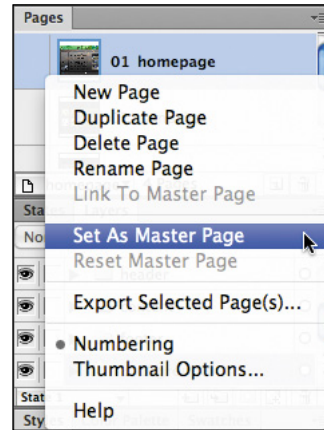 Pages
01 homepage
New Page
Duplicate Page
Delete Page
Rename Page
Link To Master Page
Set As Master Page
Reset Master Page
Export Selected Page(s)...
Numbering
Thumbnail Options...
Help